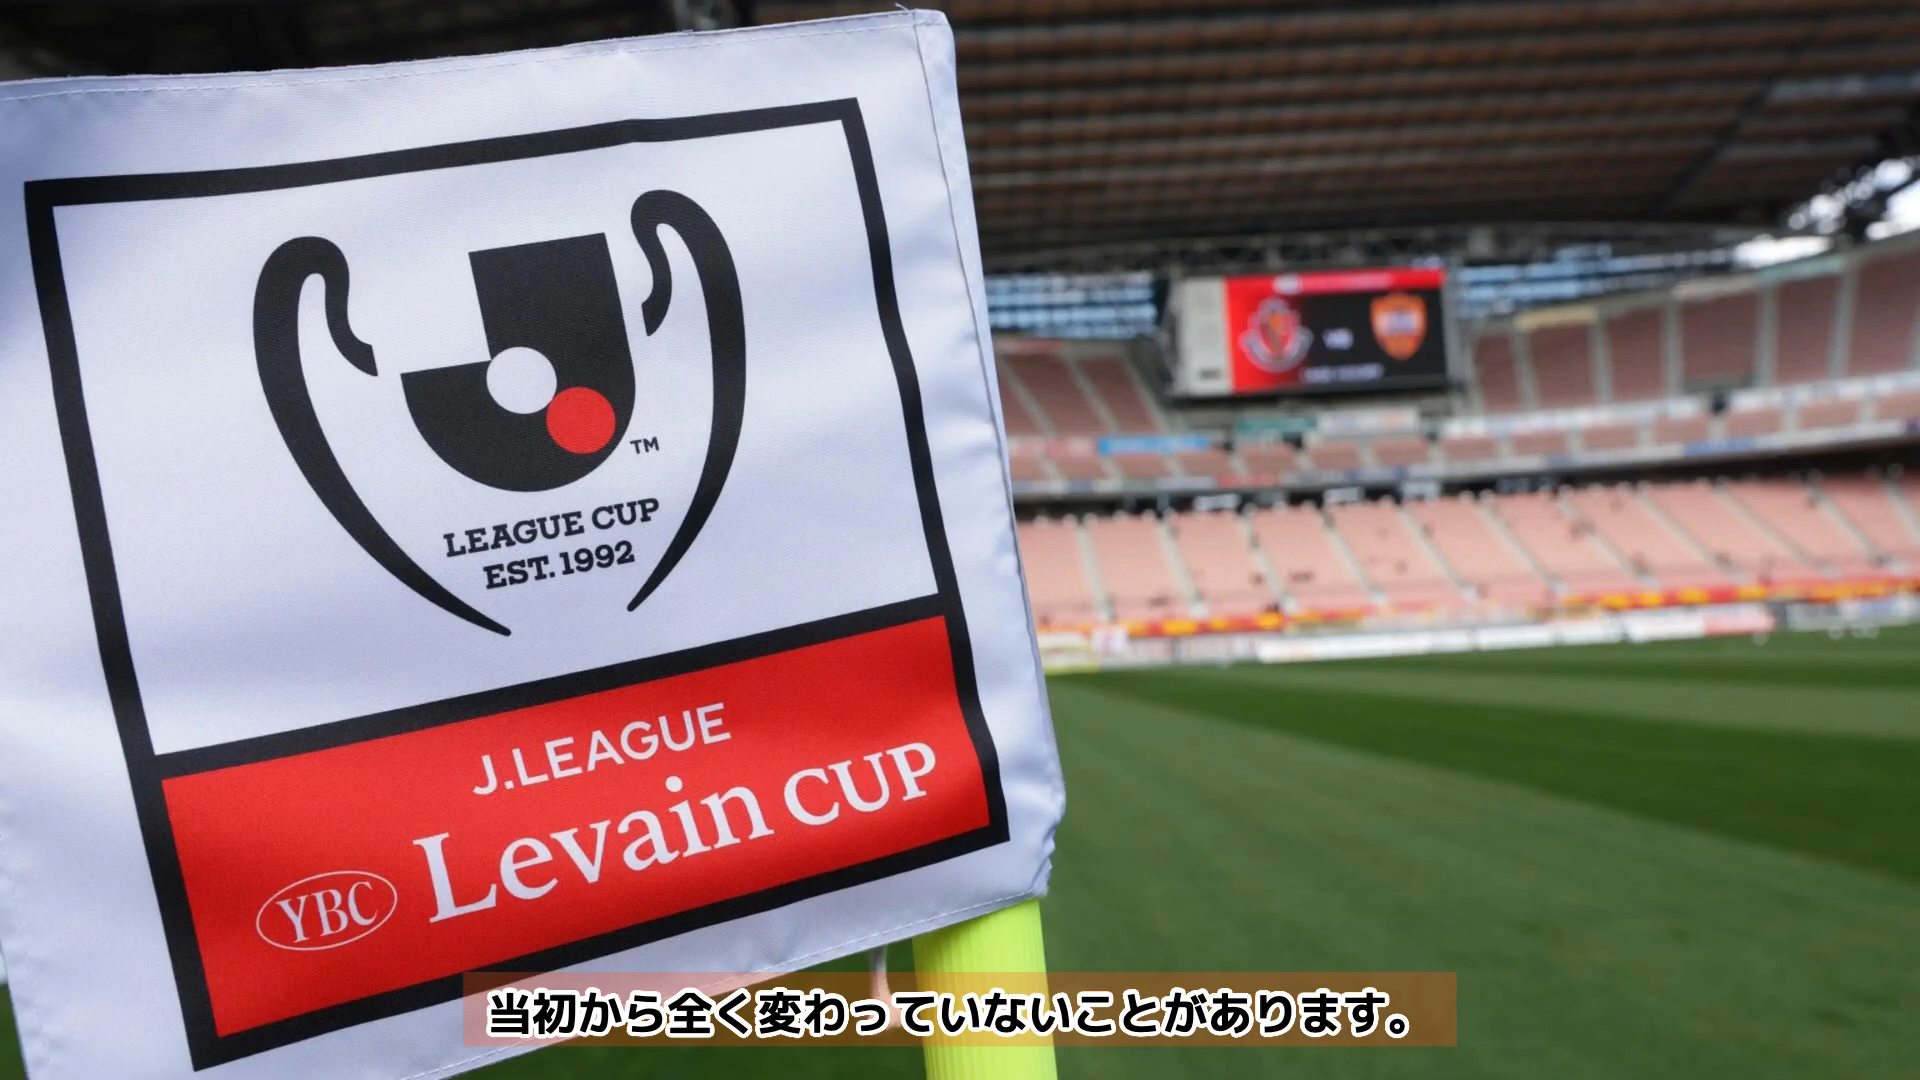 TM
LEAGUE CUP
EST. 1992
J.LEAGUE
YBC Levain CUP
当初から全く変わっていないことがあります。